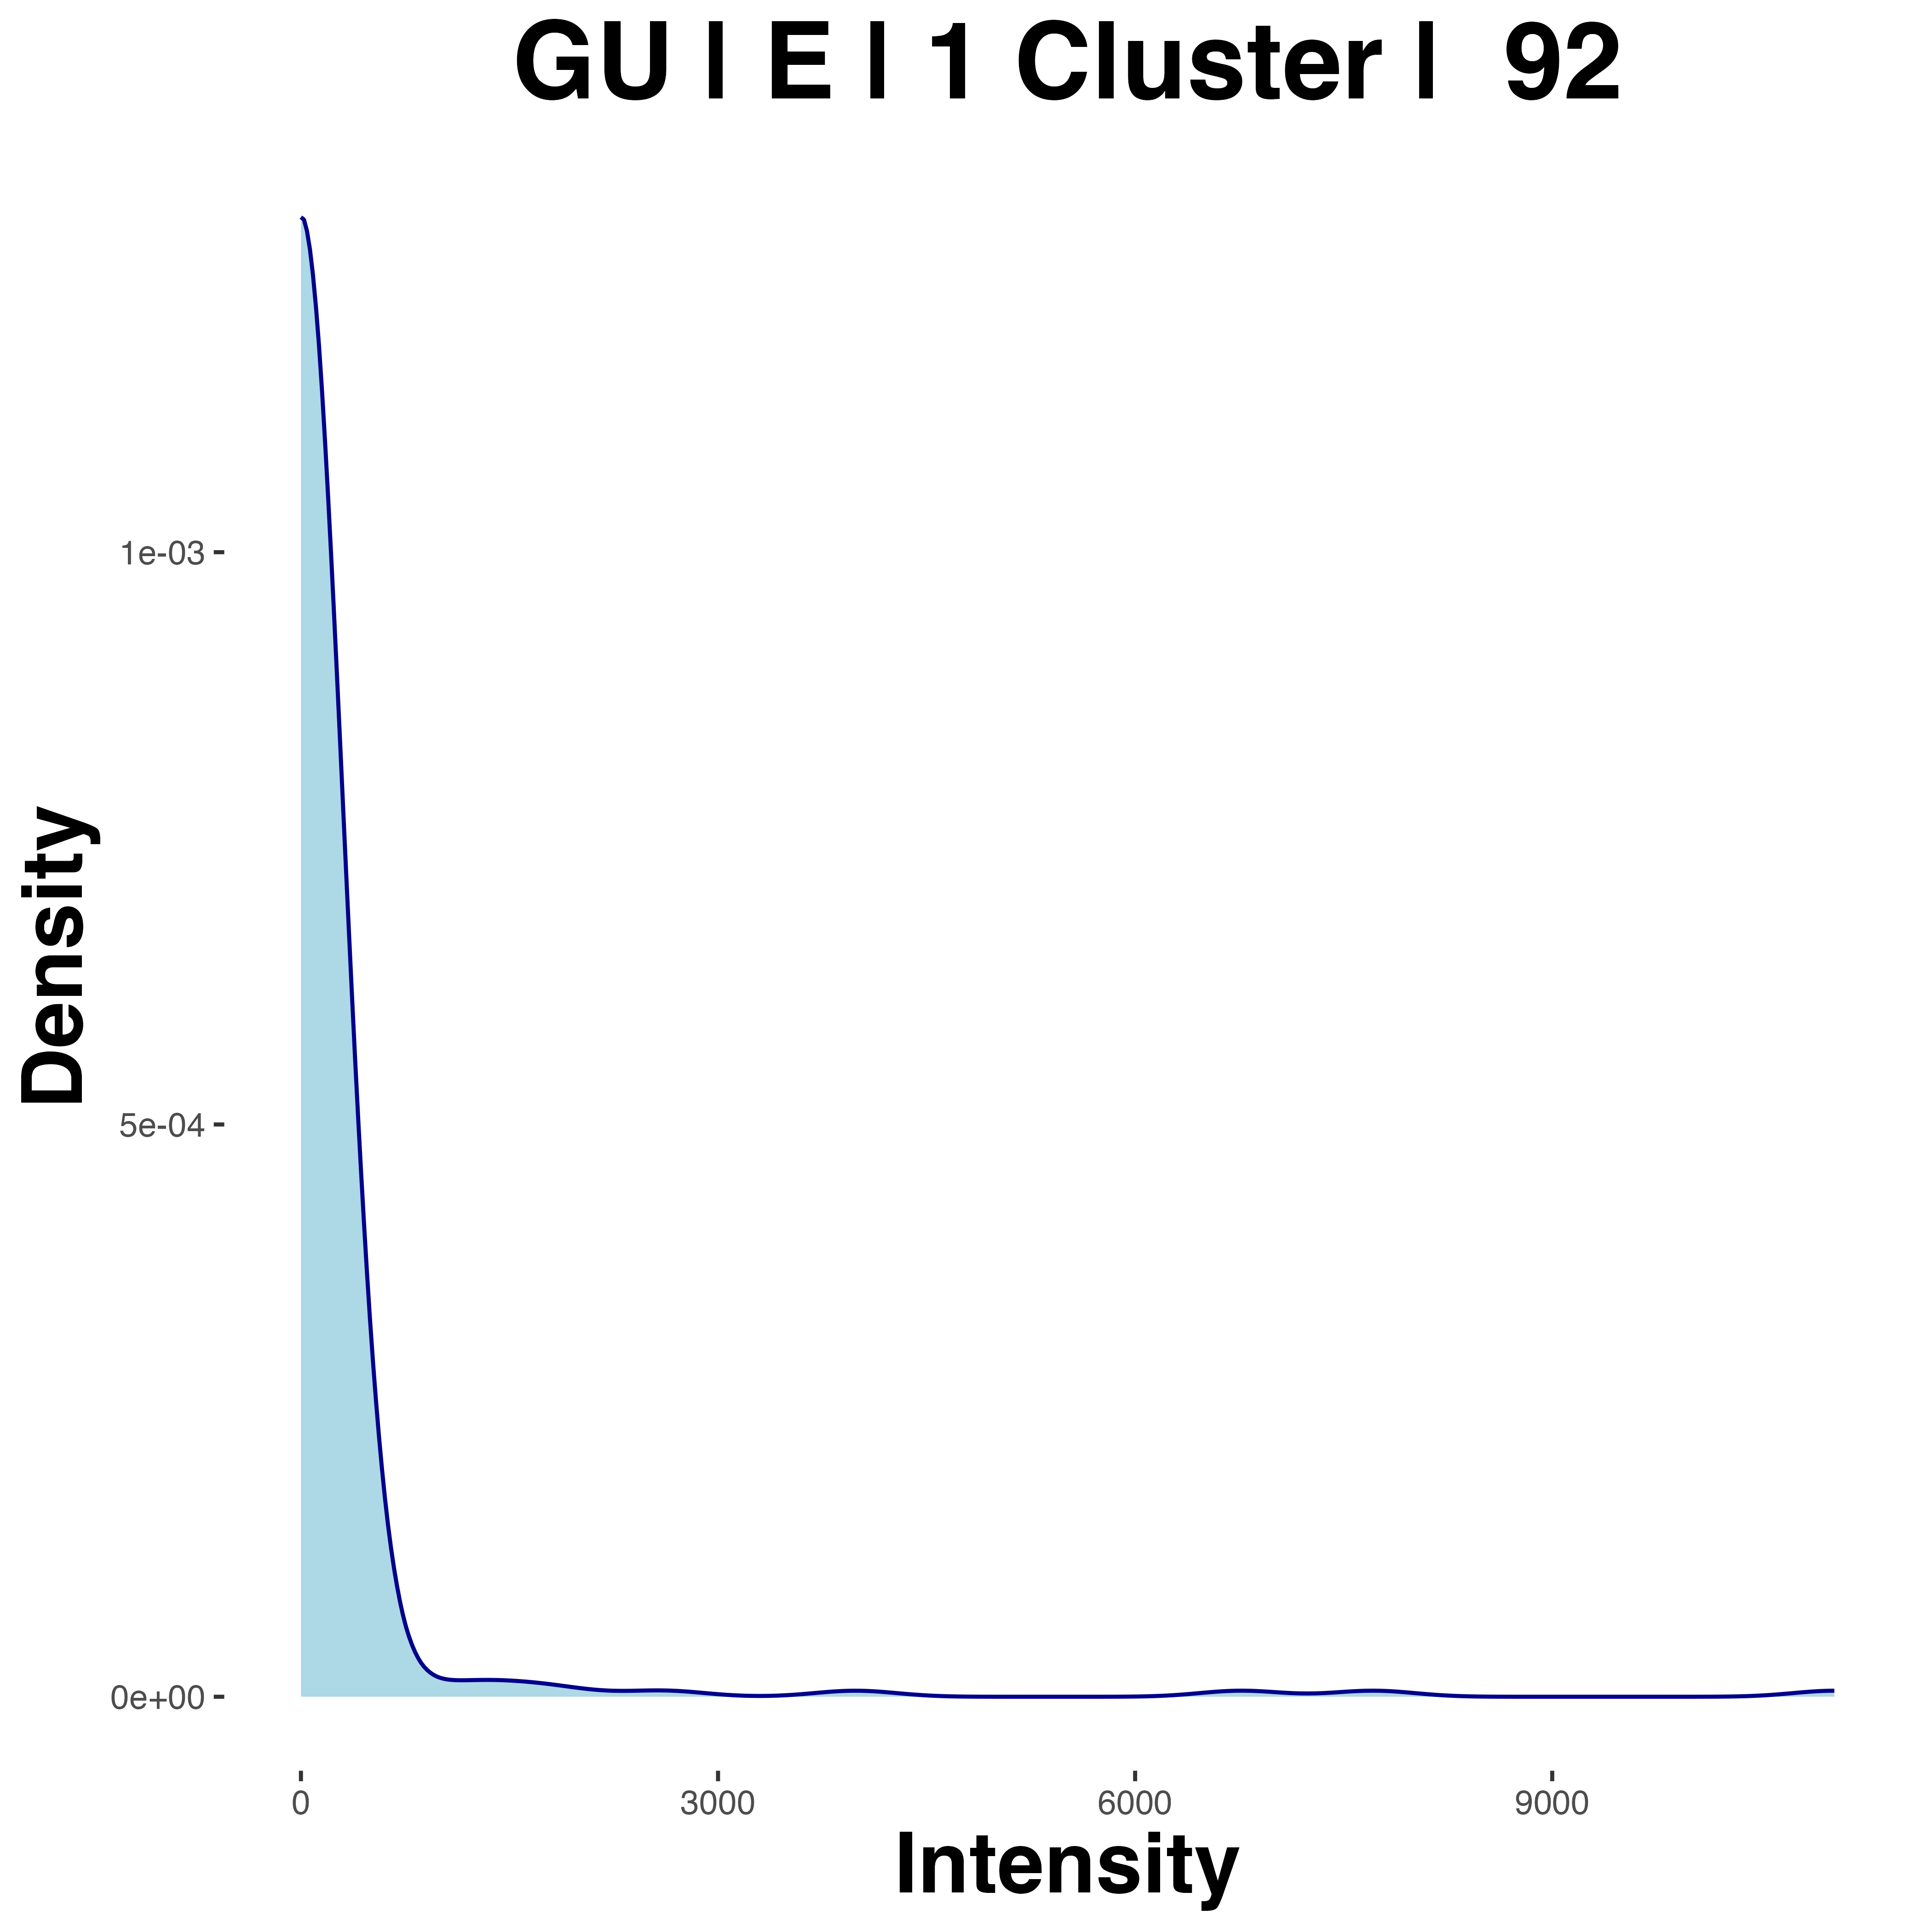 GU | E | 1 Cluster | 92
Density
1e-03
5e-04
0e+00
0
3000
6000
9000
Intensity